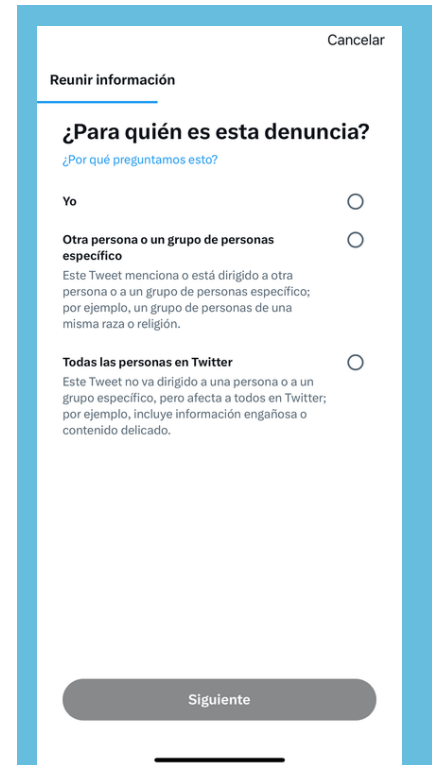 Cancelar
Reunir información
¿Para quién es esta denuncia?
¿Por qué preguntamos esto?
Yo
Otra persona o un grupo de personas
específico
Este Tweet menciona o está dirigido a otra
persona o a un grupo de personas específico;
por ejemplo, un grupo de personas de una
misma raza o religión.
Todas las personas en Twitter
Este Tweet no va dirigido a una persona o a un
grupo específico, pero afecta a todos en Twitter;
por ejemplo, incluye información engañosa o
contenido delicado.
Siguiente